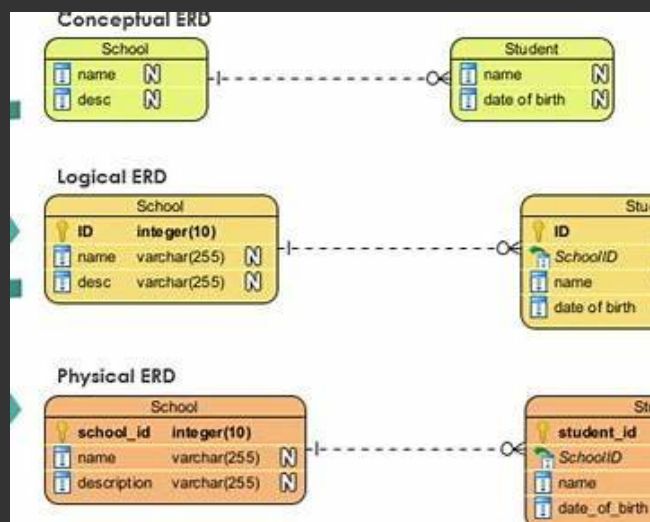 Conceptual ERD
School
name N
desc N
Student
name N
date of birth N
Logical ERD
School
ID integer(10)
name varchar(255) N
desc varchar(255) N
Stu
ID
SchoolID
name
date of birth
Physical ERD
School
school_id integer(10)
name varchar(255) N
description varchar(255) N
St
student_id
SchoolID
name
date_of_birth